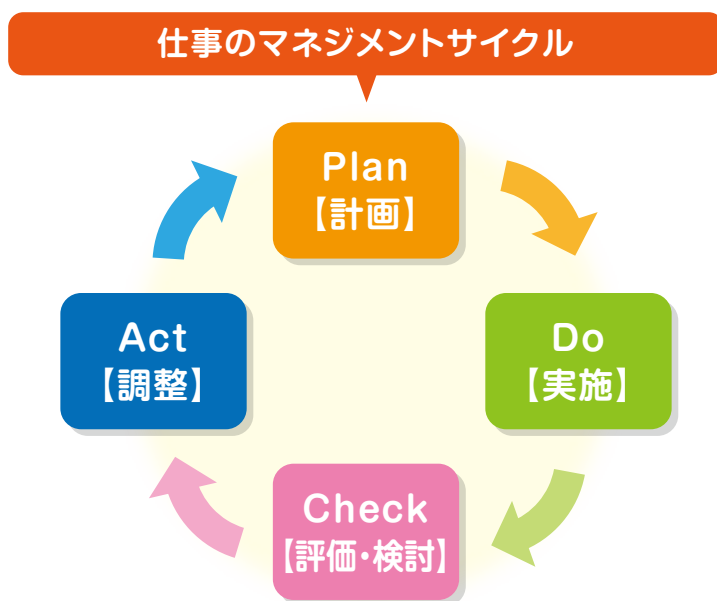 仕事のマネジメントサイクル
Plan
【計画】
Act
【調整】
Do
【実施】
Check
【評価・検討】